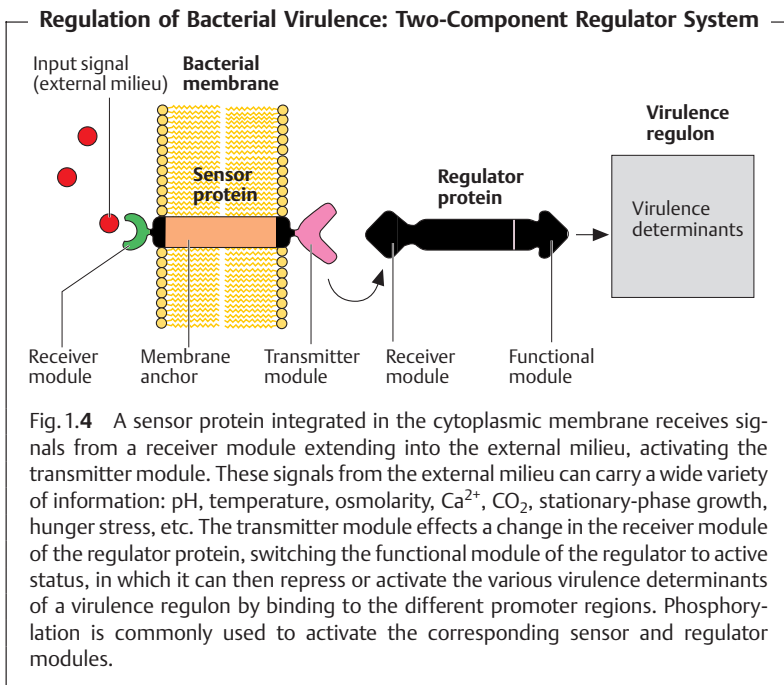 Regulation of Bacterial Virulence: Two-Component Regulator System
Input signal
(external milieu)
Bacterial
membrane
Virulence
regulon
Sensor
protein
Regulator
protein
Virulence
determinants
Receiver
module
Membrane
anchor
Transmitter
module
Receiver
module
Functional
module
Fig. 1.4 A sensor protein integrated in the cytoplasmic membrane receives sig-
nals from a receiver module extending into the external milieu, activating the
transmitter module. These signals from the external milieu can carry a wide variety
of information: pH, temperature, osmolarity, Ca²⁺, CO₂, stationary-phase growth,
hunger stress, etc. The transmitter module effects a change in the receiver module
of the regulator protein, switching the functional module of the regulator to active
status, in which it can then repress or activate the various virulence determinants
of a virulence regulon by binding to the different promoter regions. Phosphory-
lation is commonly used to activate the corresponding sensor and regulator
modules.